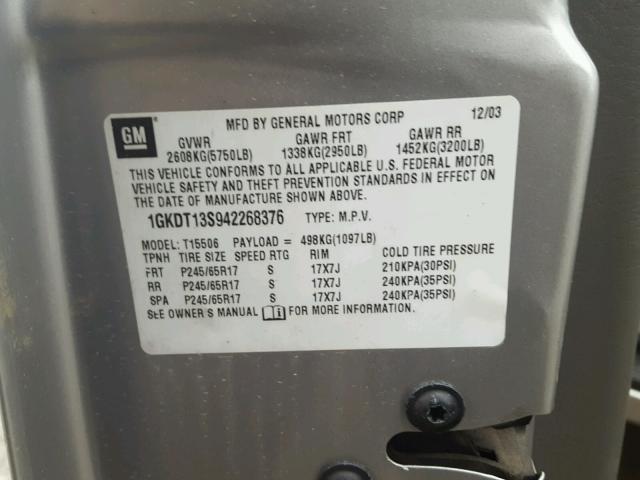 GM
MFD BY GENERAL MOTORS CORP 12/03
GVWR GAWR FRT GAWR RR
2608KG(5750LB) 1338KG(2950LB) 1452KG(3200LB)
THIS VEHICLE CONFORMS TO ALL APPLICABLE U.S. FEDERAL MOTOR
VEHICLE SAFETY AND THEFT PREVENTION STANDARDS IN EFFECT ON
THE DATE OF MANUFACTURE SHOWN ABOVE.
1GKDT13S942268376 TYPE: M.P.V.
MODEL: T15506 PAYLOAD = 498KG(1097LB)
TPNH TIRE SIZE SPEED RTG RIM COLD TIRE PRESSURE
FRT P245/65R17 S 17X7J 210KPA(30PSI)
RR P245/65R17 S 17X7J 240KPA(35PSI)
SPA P245/65R17 S 17X7J 240KPA(35PSI)
SEE OWNER'S MANUAL FOR MORE INFORMATION.